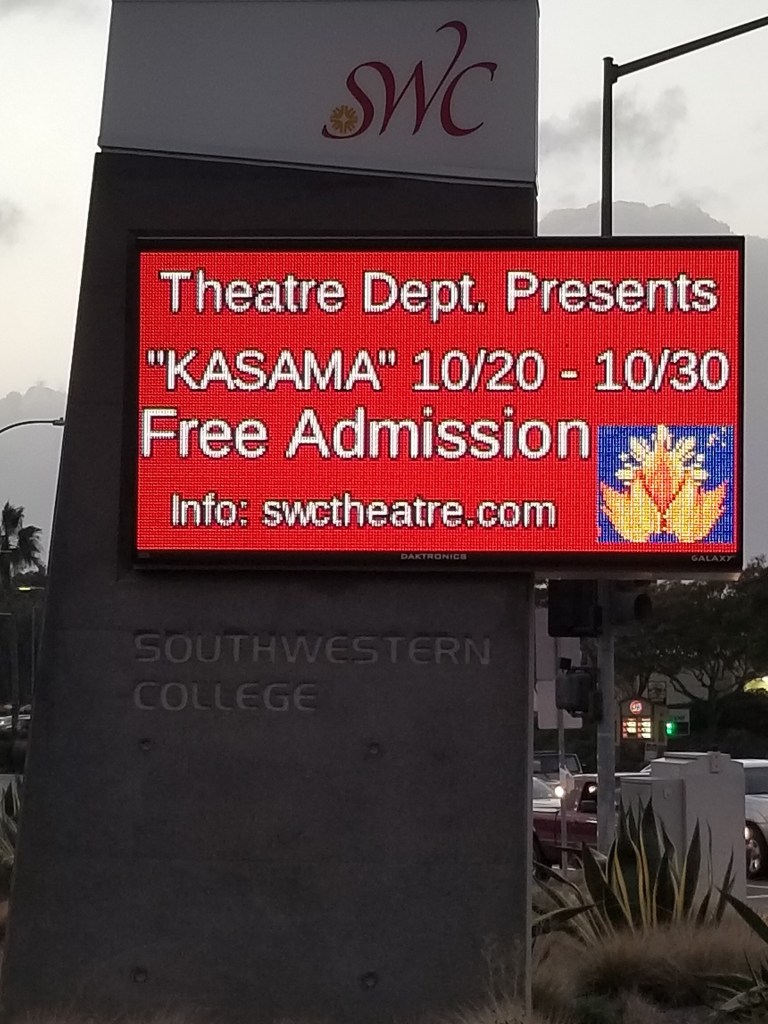 SWC
Theatre Dept. Presents
"KASAMA" 10/20 - 10/30
Free Admission
Info: swctheatre.com
DAKTRONICS
GALAXY
SOUTHWESTERN
COLLEGE